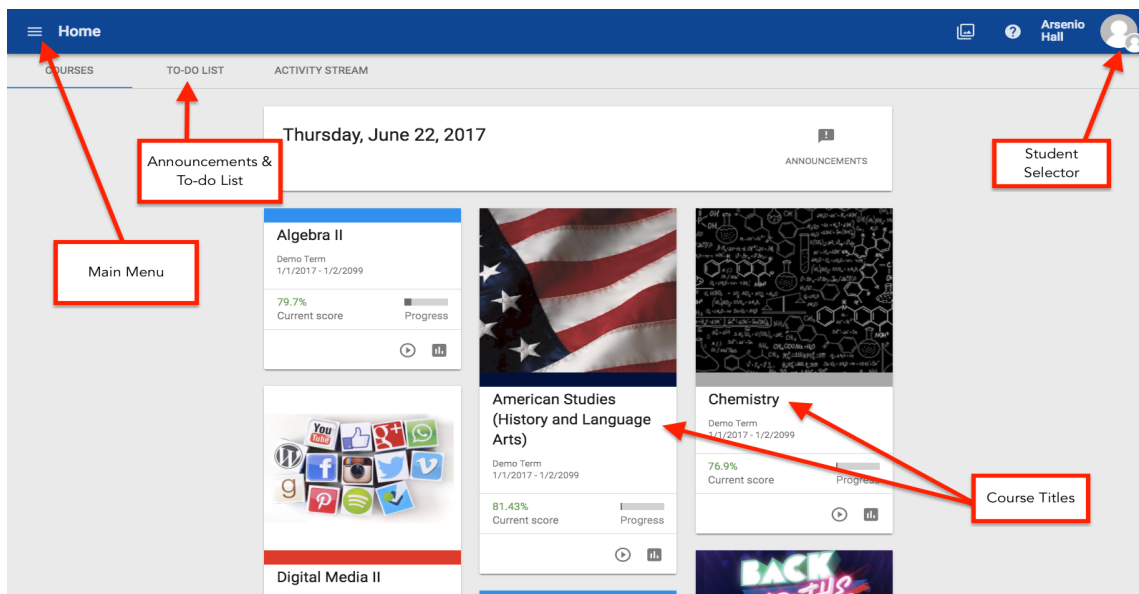 Home
Arsenio
Hall
COURSES
TO-DO LIST
ACTIVITY STREAM
Thursday, June 22, 2017
ANNOUNCEMENTS
Announcements &
To-do List
Student
Selector
Main Menu
Algebra II
Demo Term
1/1/2017 - 1/2/2099
79.7%
Current score
Progress
American Studies
(History and Language
Arts)
Demo Term
1/1/2017 - 1/2/2099
81.43%
Current score
Progress
Chemistry
Demo Term
1/1/2017 - 1/2/2099
76.9%
Current score
Progress
Course Titles
You
Tube
g+
W
f
g
Digital Media II
BACK